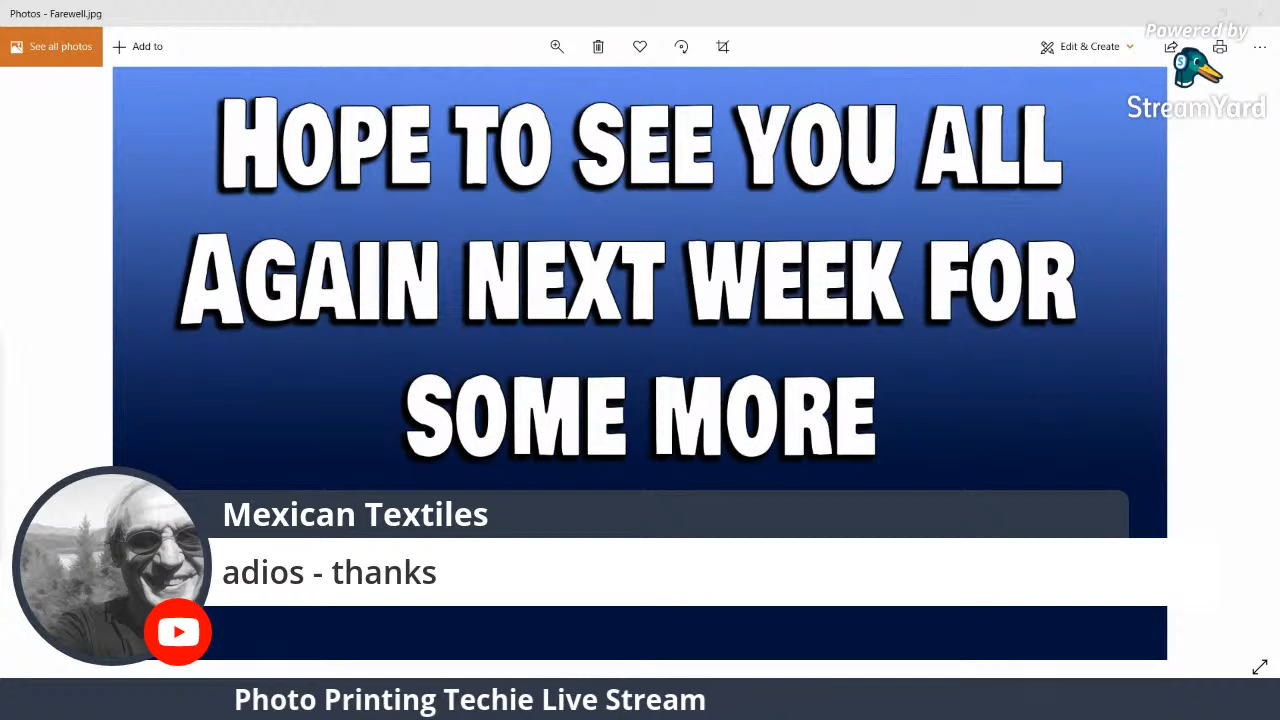 Photos - Farewell.jpg
See all photos
Add to
Edit & Create
Powered by
StreamYard
HOPE TO SEE YOU ALL
AGAIN NEXT WEEK FOR
SOME MORE
Mexican Textiles
adios - thanks
Photo Printing Techie Live Stream